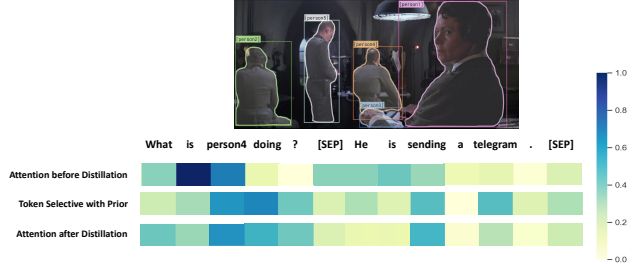 [person1]
[person5]
[person2]
[person4]
What is person4 doing ? [SEP] He is sending a telegram . [SEP]
Attention before Distillation
Token Selective with Prior
Attention after Distillation
1.0
0.8
0.6
0.4
0.2
0.0